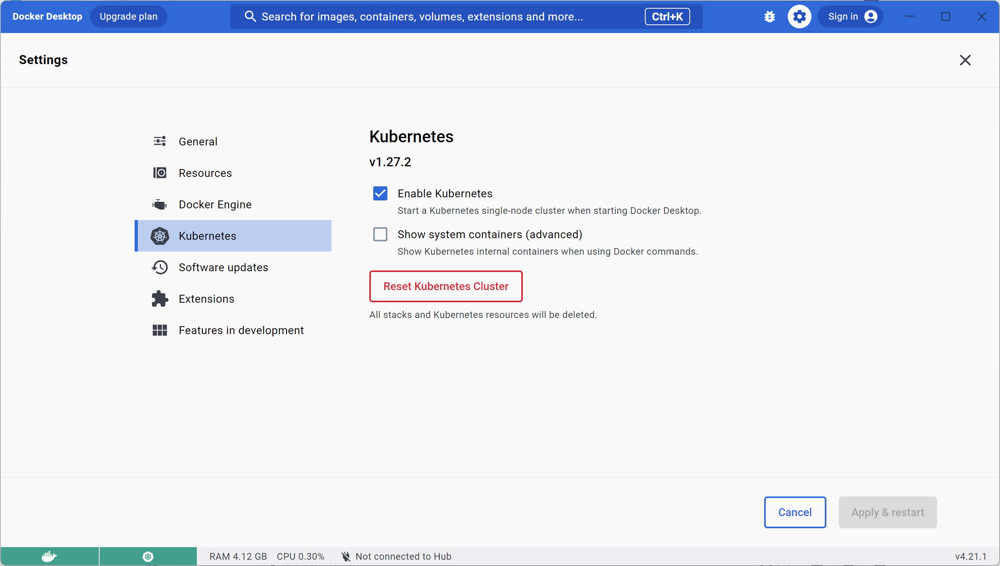 Docker Desktop
Upgrade plan
Search for images, containers, volumes, extensions and more...
Ctrl+K
Sign in
Settings
General
Resources
Docker Engine
Kubernetes
Software updates
Extensions
Features in development
Kubernetes
v1.27.2
Enable Kubernetes
Start a Kubernetes single-node cluster when starting Docker Desktop.
Show system containers (advanced)
Show Kubernetes internal containers when using Docker commands.
Reset Kubernetes Cluster
All stacks and Kubernetes resources will be deleted.
Cancel
Apply & restart
RAM 4.12 GB
CPU 0.30%
Not connected to Hub
v4.21.1